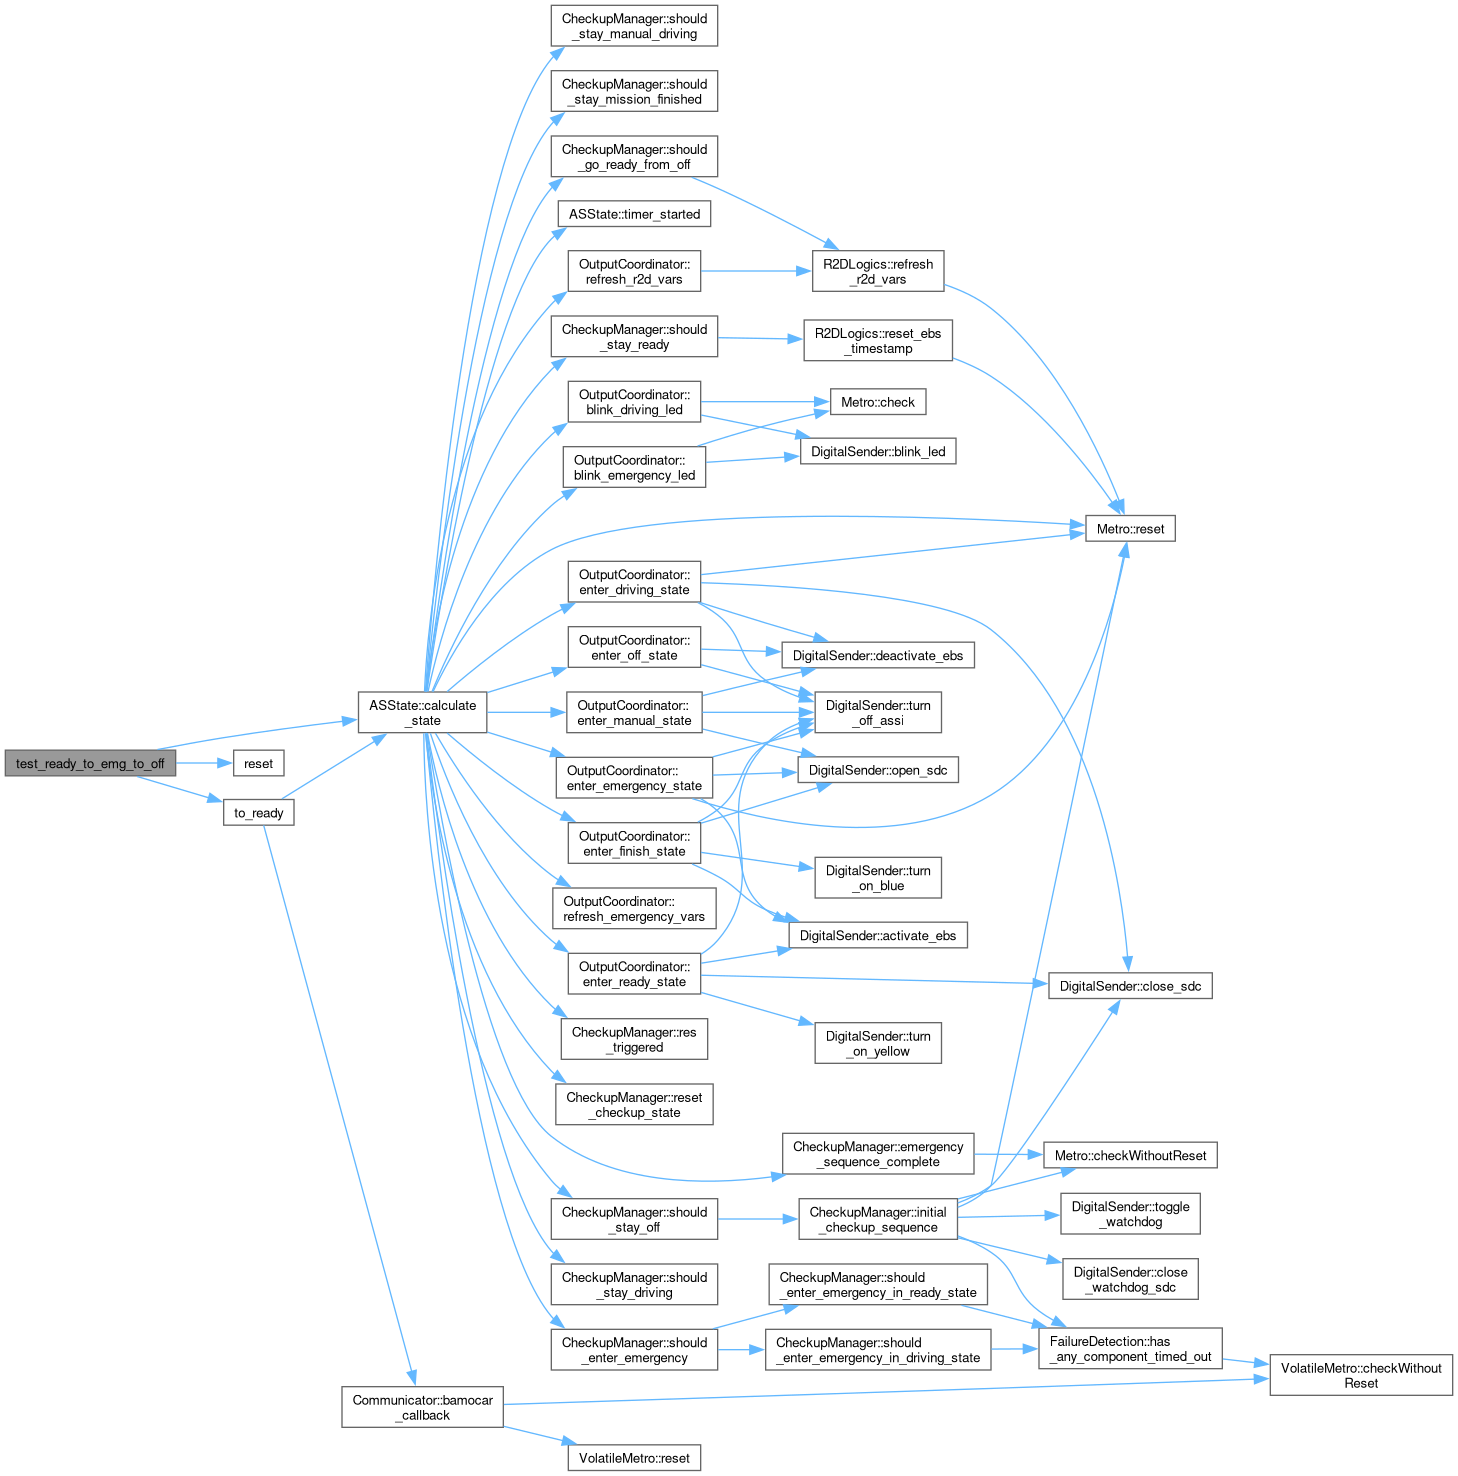 CheckupManager::should
_stay_manual_driving
CheckupManager::should
_stay_mission_finished
CheckupManager::should
_go_ready_from_off
ASState::timer_started
OutputCoordinator::
refresh_r2d_vars
R2DLogics::refresh
_r2d_vars
CheckupManager::should
_stay_ready
R2DLogics::reset_ebs
_timestamp
OutputCoordinator::
blink_driving_led
Metro::check
OutputCoordinator::
blink_emergency_led
DigitalSender::blink_led
Metro::reset
OutputCoordinator::
enter_driving_state
OutputCoordinator::
enter_off_state
DigitalSender::deactivate_ebs
ASState::calculate
_state
OutputCoordinator::
enter_manual_state
DigitalSender::turn
_off_assi
test_ready_to_emg_to_off
reset
OutputCoordinator::
enter_emergency_state
DigitalSender::open_sdc
to_ready
OutputCoordinator::
enter_finish_state
DigitalSender::turn
_on_blue
OutputCoordinator::
refresh_emergency_vars
DigitalSender::activate_ebs
OutputCoordinator::
enter_ready_state
DigitalSender::close_sdc
CheckupManager::res
_triggered
DigitalSender::turn
_on_yellow
CheckupManager::reset
_checkup_state
CheckupManager::emergency
_sequence_complete
Metro::checkWithoutReset
CheckupManager::should
_stay_off
CheckupManager::initial
_checkup_sequence
DigitalSender::toggle
_watchdog
CheckupManager::should
_stay_driving
CheckupManager::should
_enter_emergency_in_ready_state
DigitalSender::close
_watchdog_sdc
CheckupManager::should
_enter_emergency
CheckupManager::should
_enter_emergency_in_driving_state
FailureDetection::has
_any_component_timed_out
VolatileMetro::checkWithout
Reset
Communicator::bamocar
_callback
VolatileMetro::reset